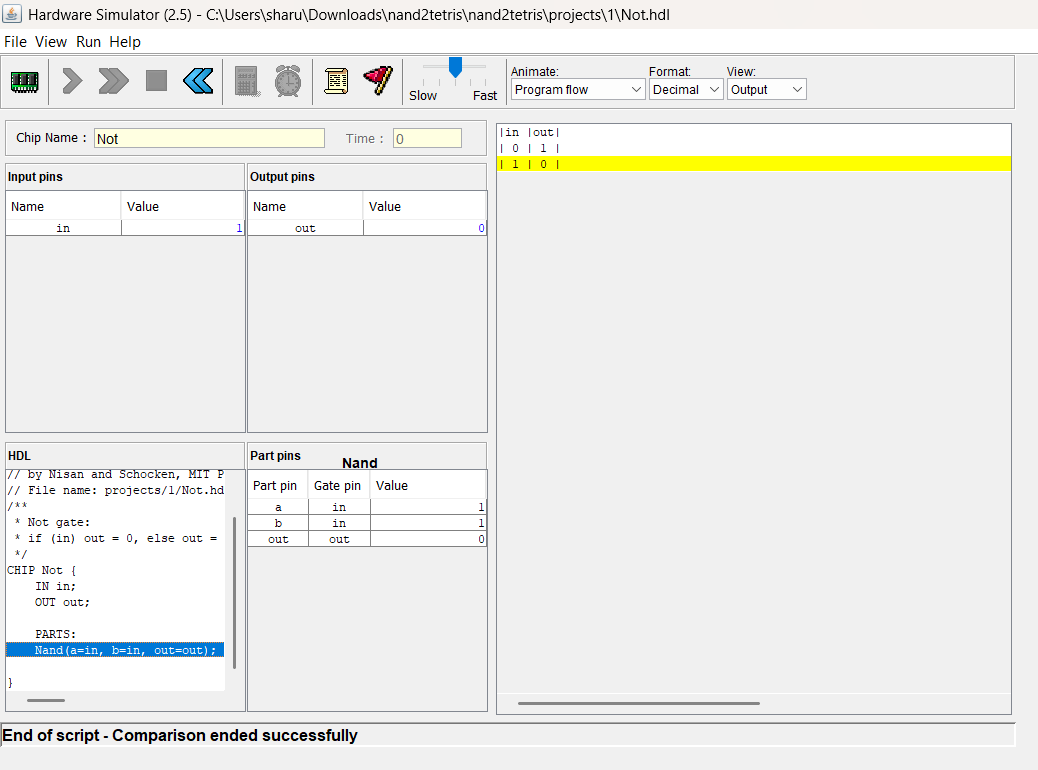 Hardware Simulator (2.5) - C:\Users\sharu\Downloads\nand2tetris\nand2tetris\projects\1\Not.hdl
File View Run Help
Slow Fast
Animate: Format: View:
Program flow Decimal Output
Chip Name : Not Time : 0
Input pins
Name Value
in 1
Output pins
Name Value
out 0
HDL
// by Nisan and Schocken, MIT P
// File name: projects/1/Not.hd
/**
* Not gate:
* if (in) out = 0, else out =
*/
CHIP Not {
IN in;
OUT out;
PARTS:
Nand(a=in, b=in, out=out);
}
Part pins
Nand
Part pin Gate pin Value
a in 1
b in 1
out out 0
|in |out|
| 0 | 1 |
| 1 | 0 |
End of script - Comparison ended successfully